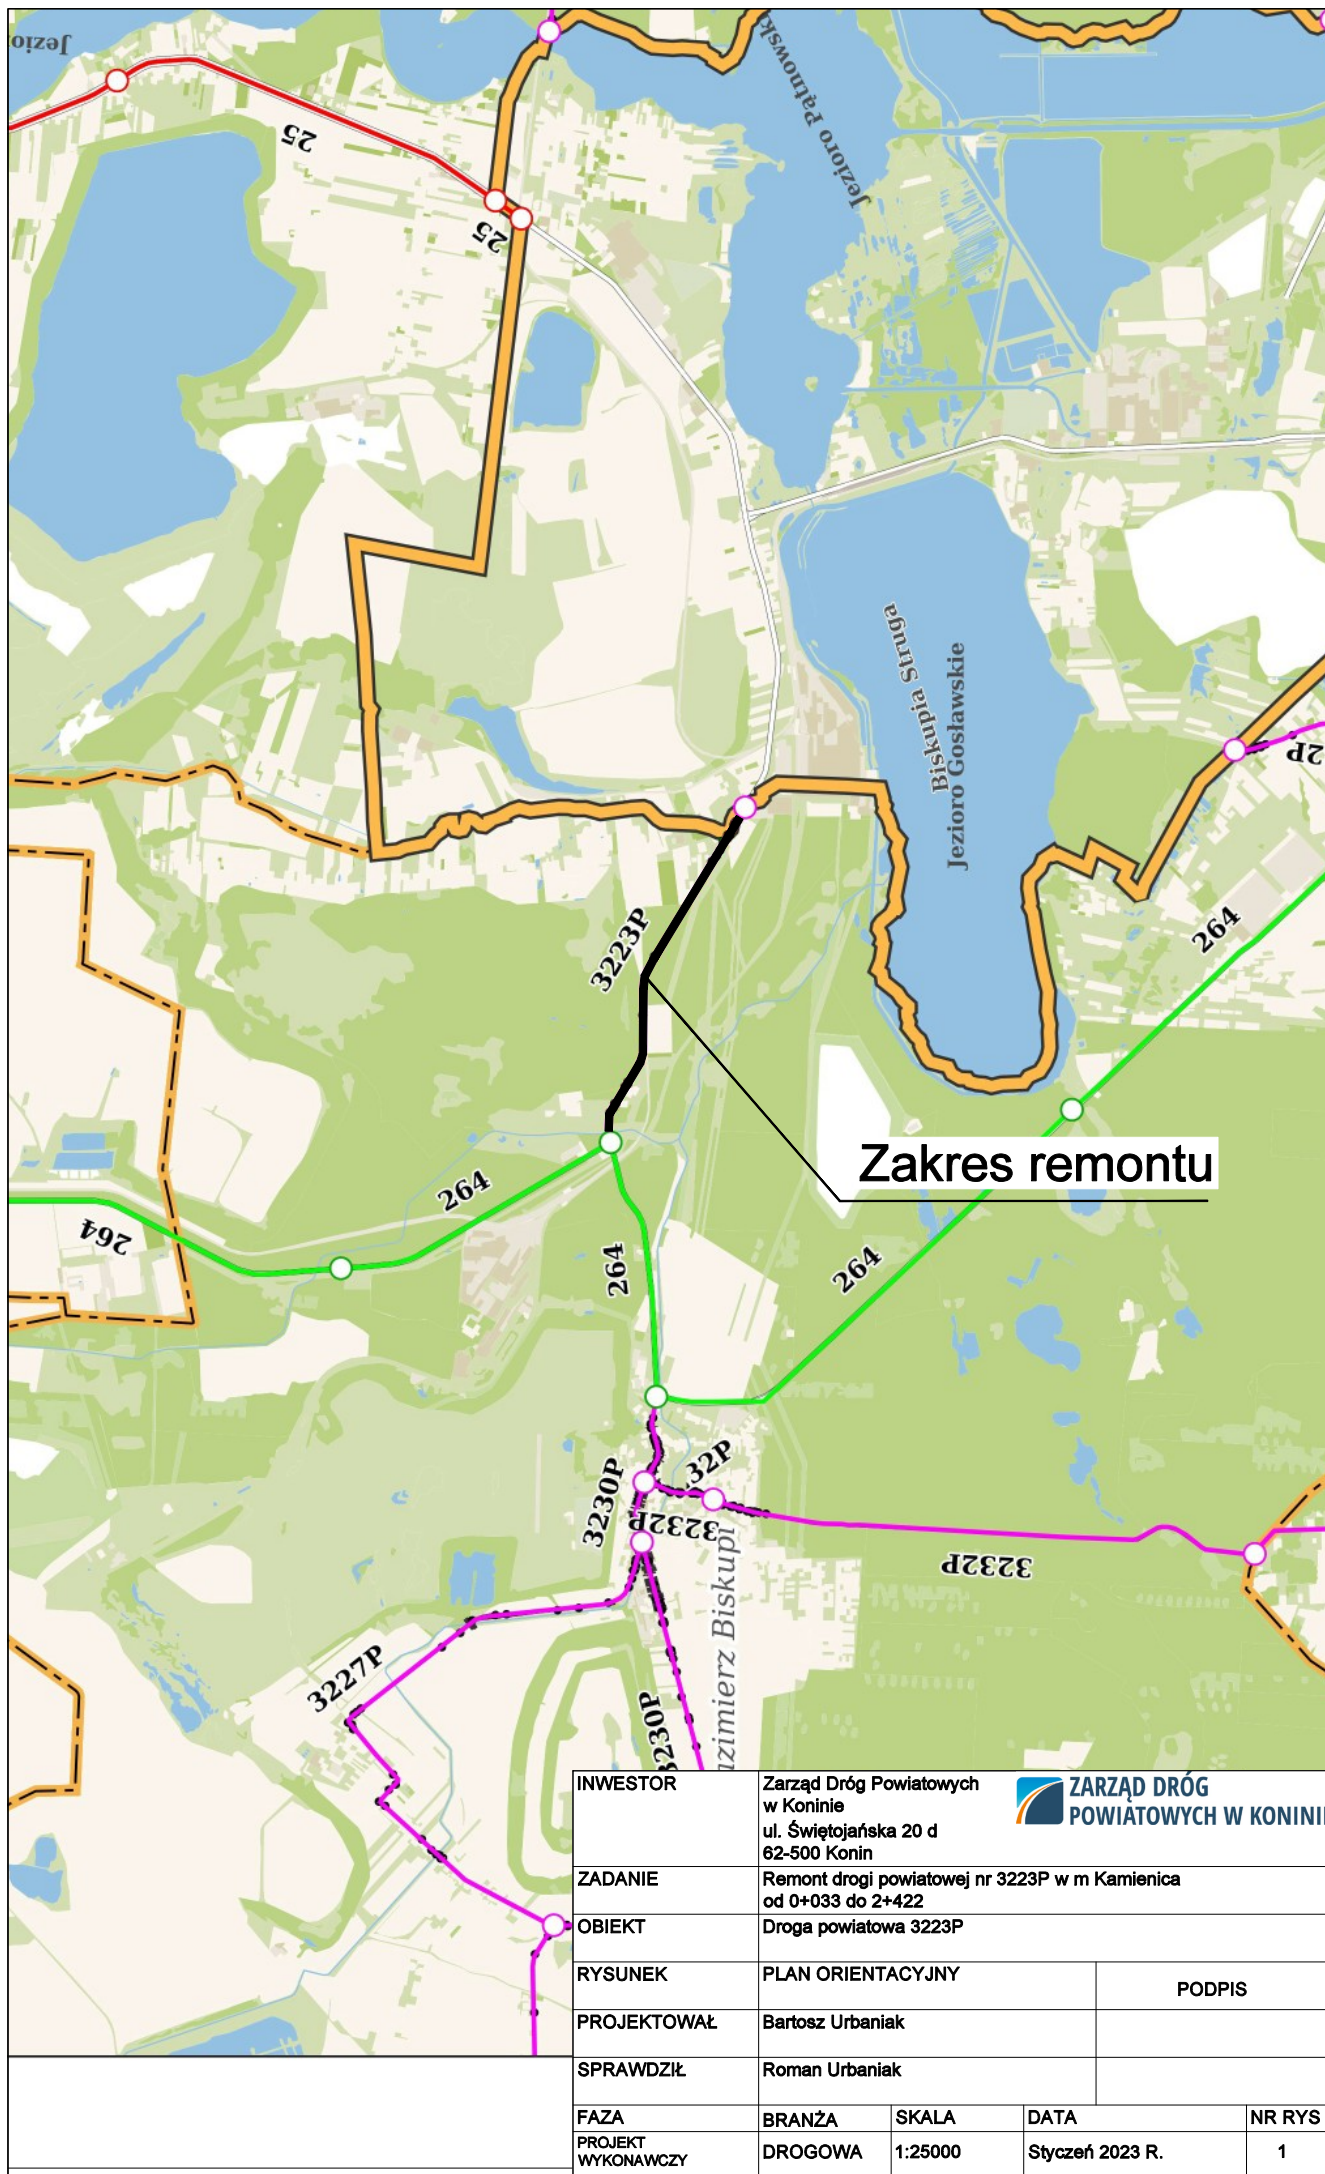 Jezio
25
25
Jezioro Pątnowski
Biskupia Struga
Jezioro Gosławskie
2P
3223P
264
Zakres remontu
264
264
264
264
3230P
32P
3232P
3232P
3227P
3230P
azimierz Biskupi
INWESTOR
Zarząd Dróg Powiatowych
w Koninie
ul. Świętojańska 20 d
62-500 Konin
ZARZĄD DRÓG
POWIATOWYCH W KONINI
ZADANIE
Remont drogi powiatowej nr 3223P w m Kamienica
od 0+033 do 2+422
OBIEKT
Droga powiatowa 3223P
RYSUNEK
PLAN ORIENTACYJNY
PODPIS
PROJEKTOWAŁ
Bartosz Urbaniak
SPRAWDZIŁ
Roman Urbaniak
FAZA BRANŻA SKALA DATA NR RYS
PROJEKT
WYKONAWCZY
DROGOWA 1:25000 Styczeń 2023 R. 1